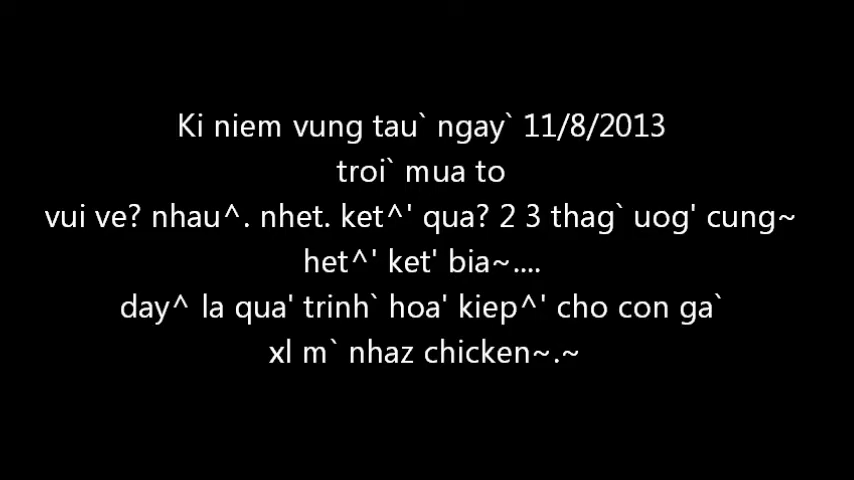 Ki niem vung tau` ngay` 11/8/2013
troi` mua to
vui ve? nhau^. nhet. ket^' qua? 2 3 thag` uog' cung~
het^' ket' bia~....
day^ la qua' trinh` hoa' kiep^' cho con ga`
xl m` nhaz chicken~.~